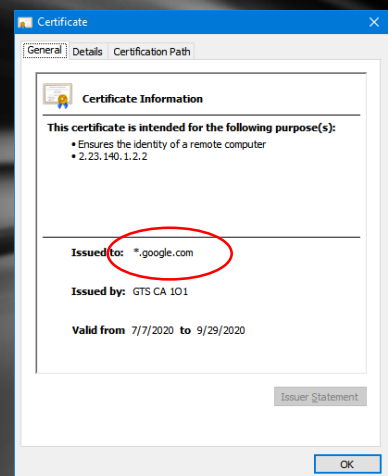 Certificate
General Details Certification Path
Certificate Information
This certificate is intended for the following purpose(s):
• Ensures the identity of a remote computer
• 2.23.140.1.2.2
Issued to: *.google.com
Issued by: GTS CA 1O1
Valid from 7/7/2020 to 9/29/2020
Issuer Statement
OK